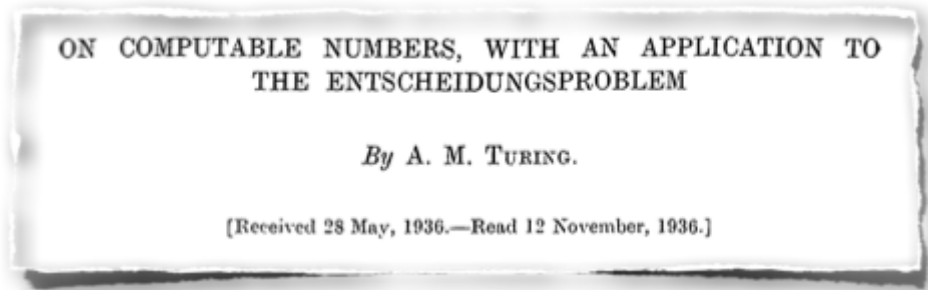 ON COMPUTABLE NUMBERS, WITH AN APPLICATION TO
THE ENTSCHEIDUNGSPROBLEM
By A. M. TURING.
[Received 28 May, 1936.—Read 12 November, 1936.]